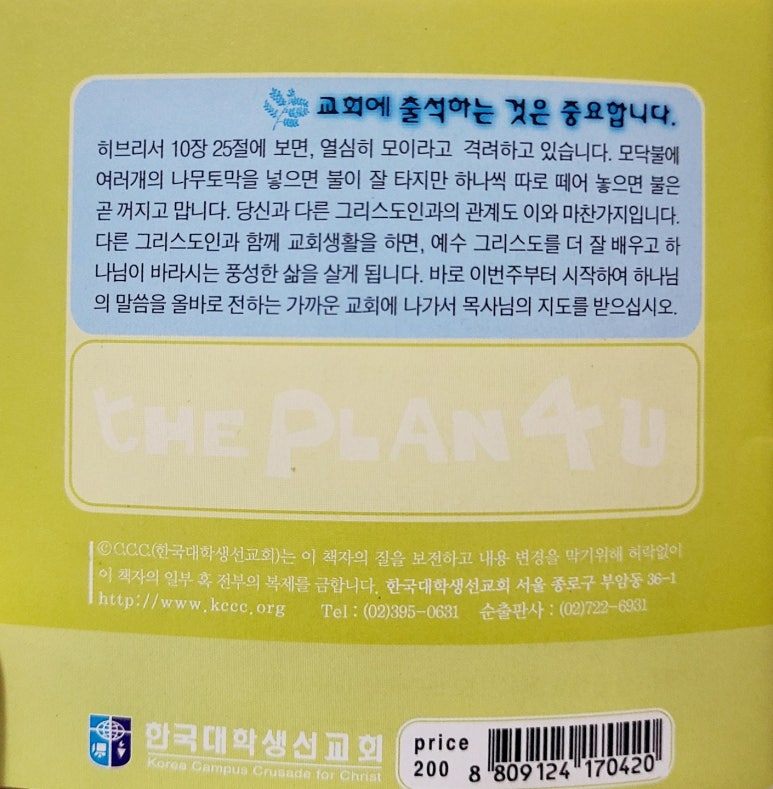 교회에 출석하는 것은 중요합니다.
히브리서 10장 25절에 보면, 열심히 모이라고 격려하고 있습니다. 모닥불에
여러개의 나무토막을 넣으면 불이 잘 타지만 하나씩 따로 떼어 놓으면 불은
곧 꺼지고 맙니다. 당신과 다른 그리스도인과의 관계도 이와 마찬가지입니다.
다른 그리스도인과 함께 교회생활을 하면, 예수 그리스도를 더 잘 배우고 하
나님이 바라시는 풍성한 삶을 살게 됩니다. 바로 이번주부터 시작하여 하나님
의 말씀을 올바로 전하는 가까운 교회에 나가서 목사님의 지도를 받으십시오.
tHE PLAN 4 U
©C.C.C.(한국대학생선교회)는 이 책자의 질을 보전하고 내용 변경을 막기위해 허락없이
이 책자의 일부 혹 전부의 복제를 금합니다. 한국대학생선교회 서울 종로구 부암동 36-1
http://www.kccc.org Tel : (02)395-0631 순출판사 : (02)722-6931
한국대학생선교회
Korea Campus Crusade for Christ
price
200
8 809124 170420